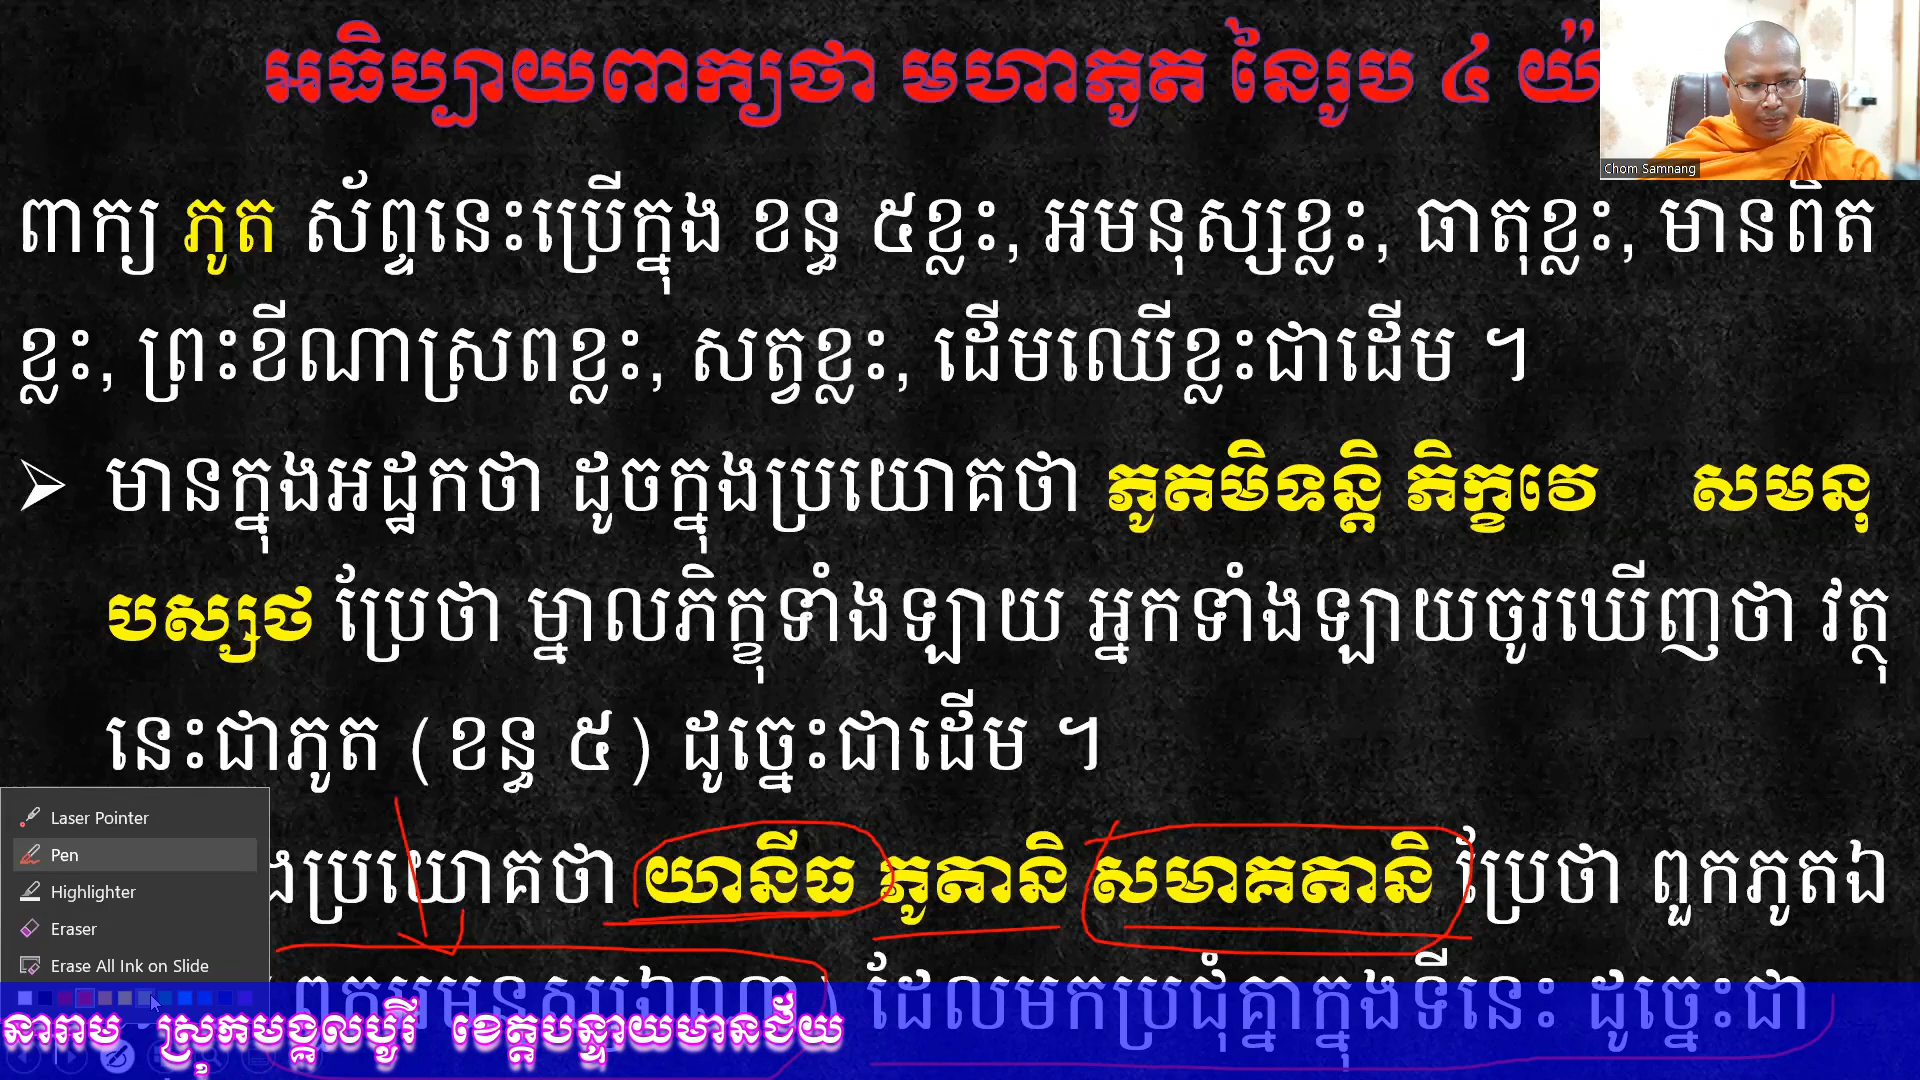 អធិប្បាយពាក្យថា មហាភូត នៃរូប ៤ យ៉
Chom Samnang
ពាក្យ ភូត ស័ព្ទនេះប្រើក្នុង ខន្ធ ៥ខ្លះ, អមនុស្សខ្លះ, ធាតុខ្លះ, មានពិត
ខ្លះ, ព្រះខីណាស្រពខ្លះ, សត្វខ្លះ, ដើមឈើខ្លះជាដើម ។
➢ មានក្នុងអដ្ឋកថា ដូចក្នុងប្រយោគថា ភូតមិទន្តិ ភិក្ខវេ សមនុ
បស្សថ ប្រែថា ម្នាលភិក្ខុទាំងឡាយ អ្នកទាំងឡាយចូរឃើញថា វត្ថុ
នេះជាភូត (ខន្ធ ៥) ដូច្នេះជាដើម ។
ងប្រយោគថា យានីធ ភូតានិ សមាគតានិ ប្រែថា ពួកភូតឯ
ដែលមកប្រជុំគ្នាក្នុងទីនេះ ដូច្នេះជា
Laser Pointer
Pen
Highlighter
Eraser
Erase All Ink on Slide
នារាម ស្រុកមង្គលបូរី ខេត្តបន្ទាយមានជ័យ